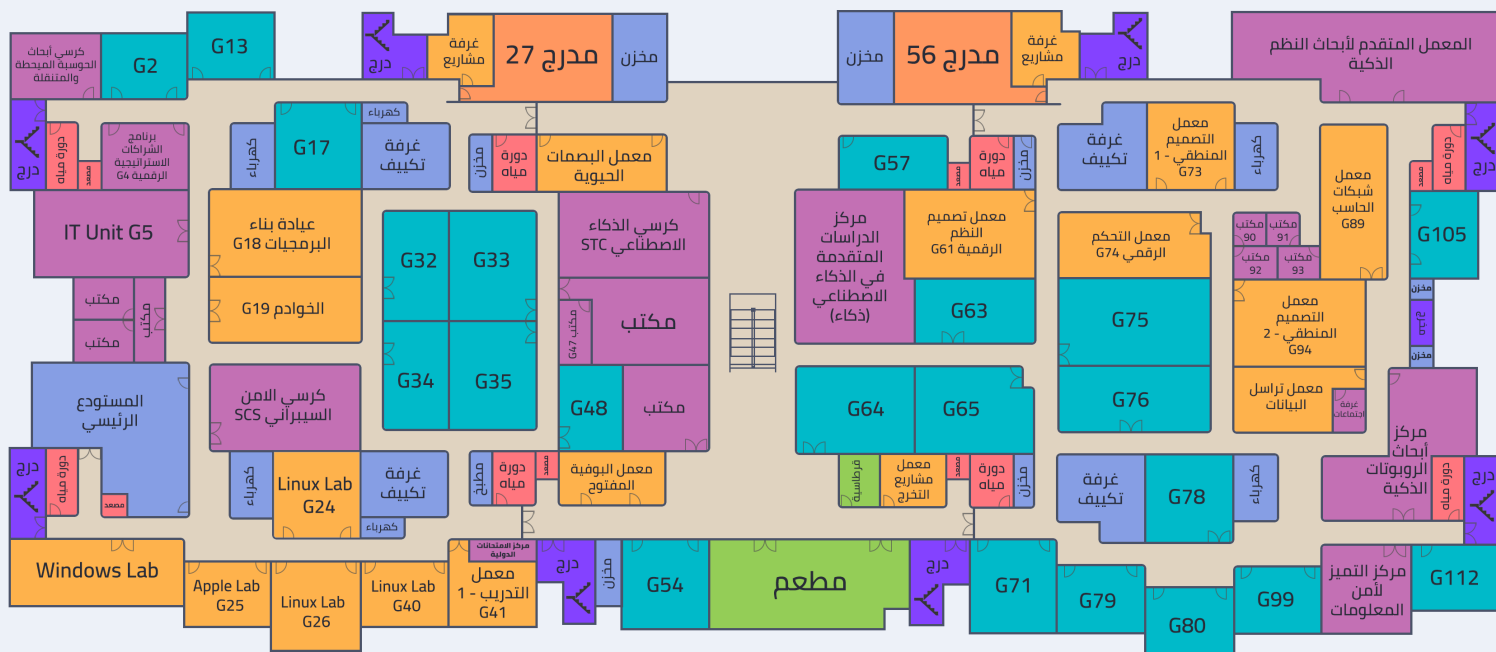 كرسي أبحاث
الحوسبة المحيطة
والمتنقلة
G2
G13
درج
غرفة
مشاريع
مدرج 27
مخزن
مخزن
مدرج 56
غرفة
مشاريع
درج
المعمل المتقدم لأبحاث النظم
الذكية
درج
دورة مياه
مصعد
برنامج
الشراكات
الاستراتيجية
الرقمية G4
كهرباء
G17
كهرباء
غرفة
تكييف
مخزن
دورة
مياه
معمل البصمات
الحيوية
G57
مصعد
دورة
مياه
مخزن
غرفة
تكييف
معمل
التصميم
المنطقي - 1
G73
كهرباء
معمل
شبكات
الحاسب
G89
مصعد
دورة مياه
درج
IT Unit G5
عيادة بناء
البرمجيات G18
G32
G33
كرسي الذكاء
الاصطناعي STC
مركز
الدراسات
المتقدمة
في الذكاء
الاصطناعي
(ذكاء)
معمل تصميم
النظم
الرقمية G61
معمل التحكم
الرقمي G74
مكتب
90
مكتب
91
مكتب
92
مكتب
93
G105
مكتب
مكتب
مكتب
الخوادم G19
مكتب G47
مكتب
G63
G75
معمل
التصميم
المنطقي - 2
G94
مخزن
مخزن
المستودع
الرئيسي
كرسي الامن
السيبراني SCS
G34
G35
G48
مكتب
G64
G65
G76
معمل تراسل
البيانات
غرفة
اجتماعات
مركز
أبحاث
الروبوتات
الذكية
درج
دورة مياه
مصعد
كهرباء
Linux Lab
G24
غرفة
تكييف
كهرباء
مطبخ
دورة
مياه
مصعد
معمل البوفية
المفتوح
قرطاسية
معمل
مشاريع
التخرج
مصعد
دورة
مياه
مخزن
غرفة
تكييف
G78
كهرباء
دورة مياه
درج
Windows Lab
Apple Lab
G25
Linux Lab
G26
Linux Lab
G40
مركز الامتحانات
الدولية
معمل
التدريب - 1
G41
درج
مخزن
G54
مطعم
درج
G71
G79
G80
G99
مركز التميز
لأمن
المعلومات
G112